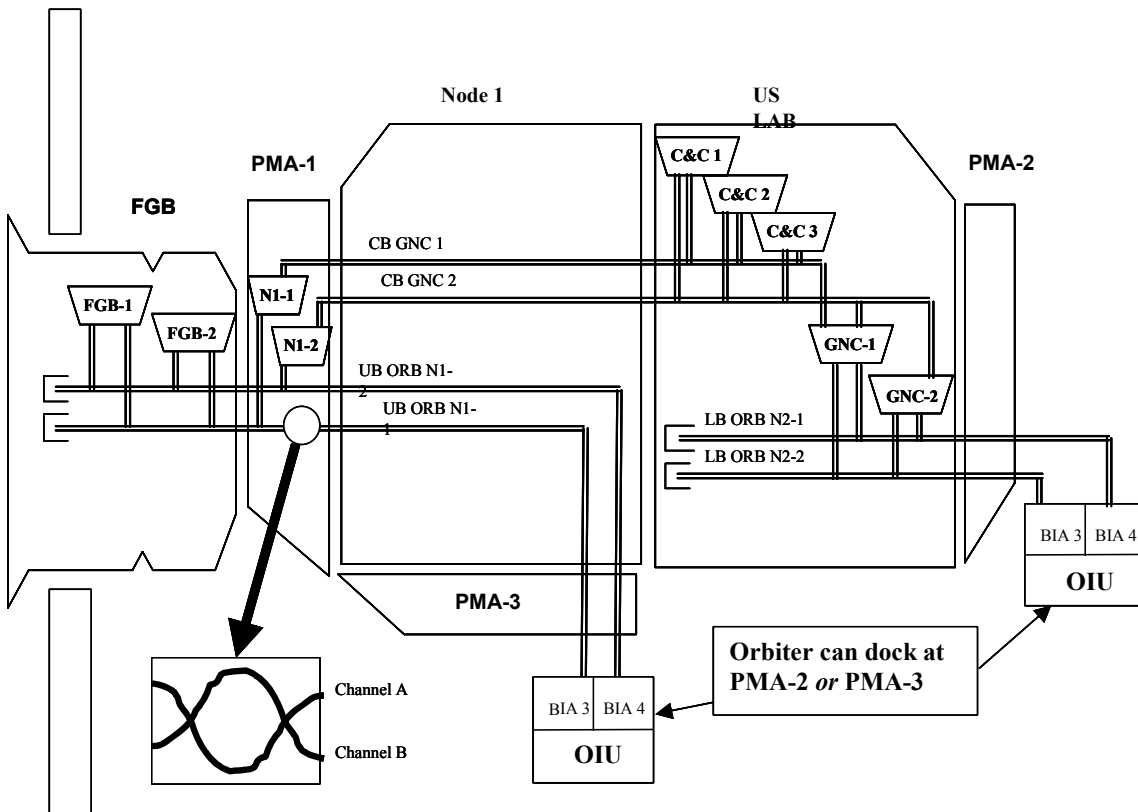 Node 1
US
LAB
PMA-1
PMA-2
FGB
C&C 1
C&C 2
C&C 3
CB GNC 1
CB GNC 2
FGB-1
FGB-2
N1-1
N1-2
GNC-1
GNC-2
UB ORB N1-
2
UB ORB N1-
1
LB ORB N2-1
LB ORB N2-2
BIA 3
BIA 4
OIU
PMA-3
Orbiter can dock at
PMA-2 or PMA-3
Channel A
Channel B
BIA 3
BIA 4
OIU